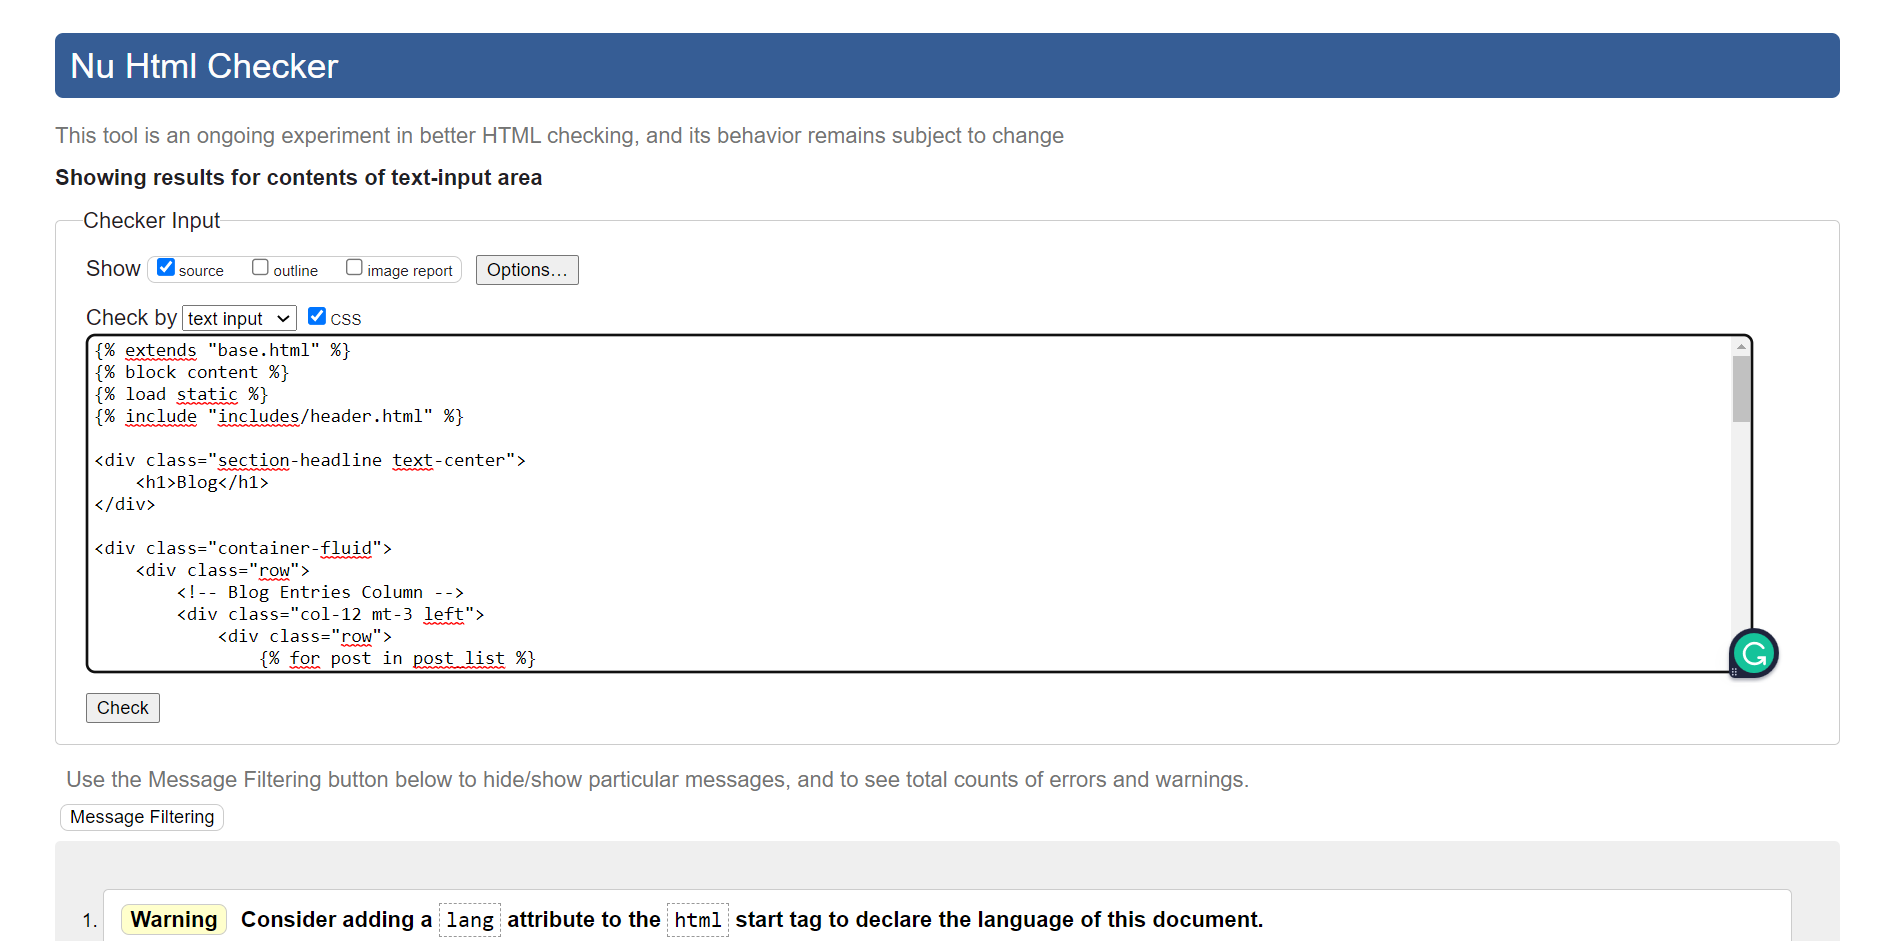 Nu Html Checker
This tool is an ongoing experiment in better HTML checking, and its behavior remains subject to change
Showing results for contents of text-input area
Checker Input
Show source outline image report Options...
Check by text input CSS
{% extends "base.html" %}
{% block content %}
{% load static %}
{% include "includes/header.html" %}
<div class="section-headline text-center">
<h1>Blog</h1>
</div>
<div class="container-fluid">
<div class="row">
<!-- Blog Entries Column -->
<div class="col-12 mt-3 left">
<div class="row">
{% for post in post_list %}
Check
Use the Message Filtering button below to hide/show particular messages, and to see total counts of errors and warnings.
Message Filtering
1. Warning Consider adding a lang attribute to the html start tag to declare the language of this document.